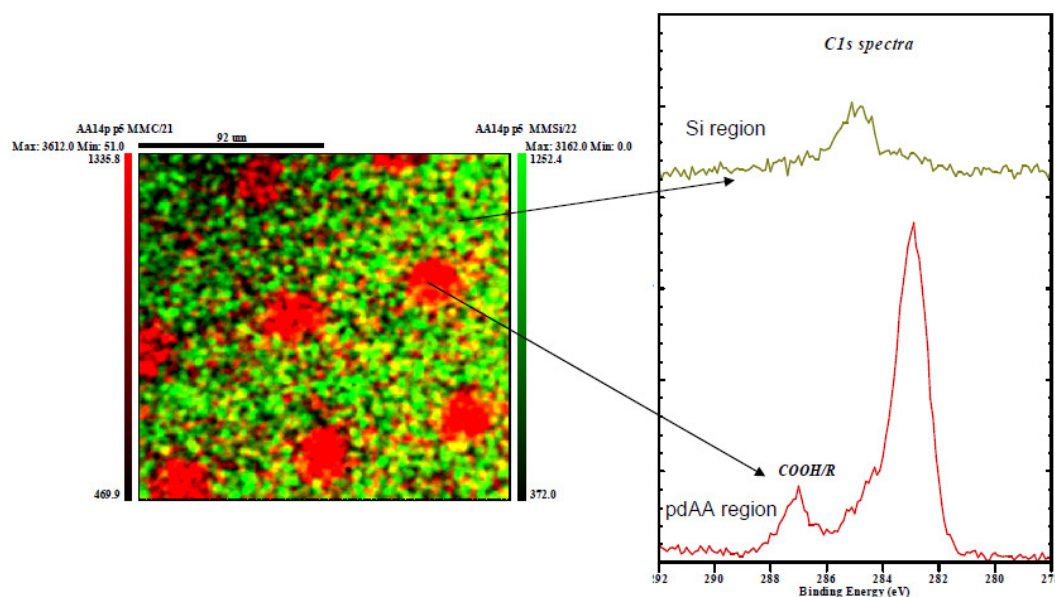 AA14p p5 MMC/21
Max: 3612.0 Min: 51.0
1335.8
469.9
92 um
AA14p p5 MMSi/22
Max: 3162.0 Min: 0.0
1252.4
372.0
C1s spectra
Si region
COOH/R
pdAA region
292 290 288 286 284 282 280 278
Binding Energy (eV)